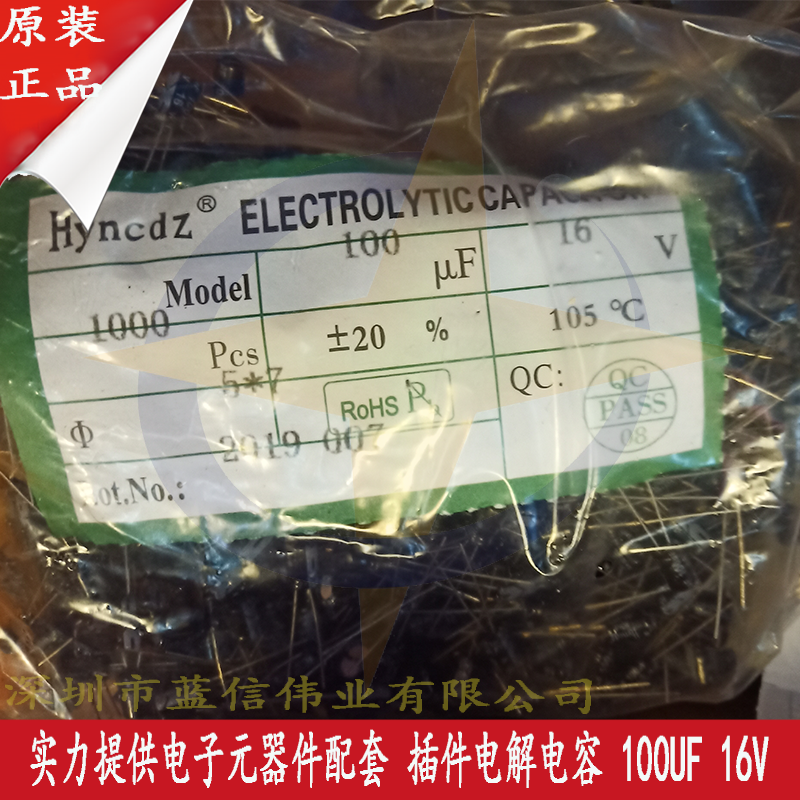 原装
正品
Hyncdz® ELECTROLYTIC CAPACITOR
Model 100 μF 16 V
1000 Pcs ±20 % 105 ℃
Φ 5*7 RoHS QC: QC PASS 08
Lot.No.: 2019 007
深圳市蓝信伟业有限公司
实力提供电子元器件配套 插件电解电容 100UF 16V